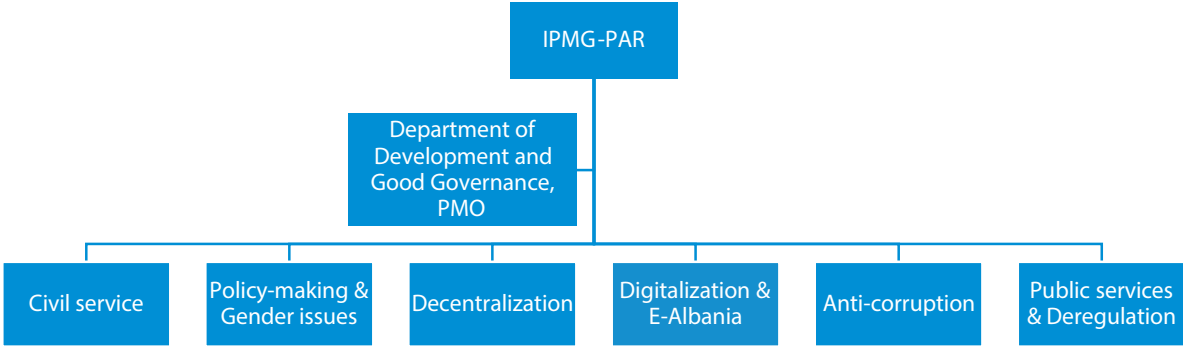 IPMG-PAR
Department of
Development and
Good Governance,
PMO
Civil service
Policy-making &
Gender issues
Decentralization
Digitalization &
E-Albania
Anti-corruption
Public services
& Deregulation